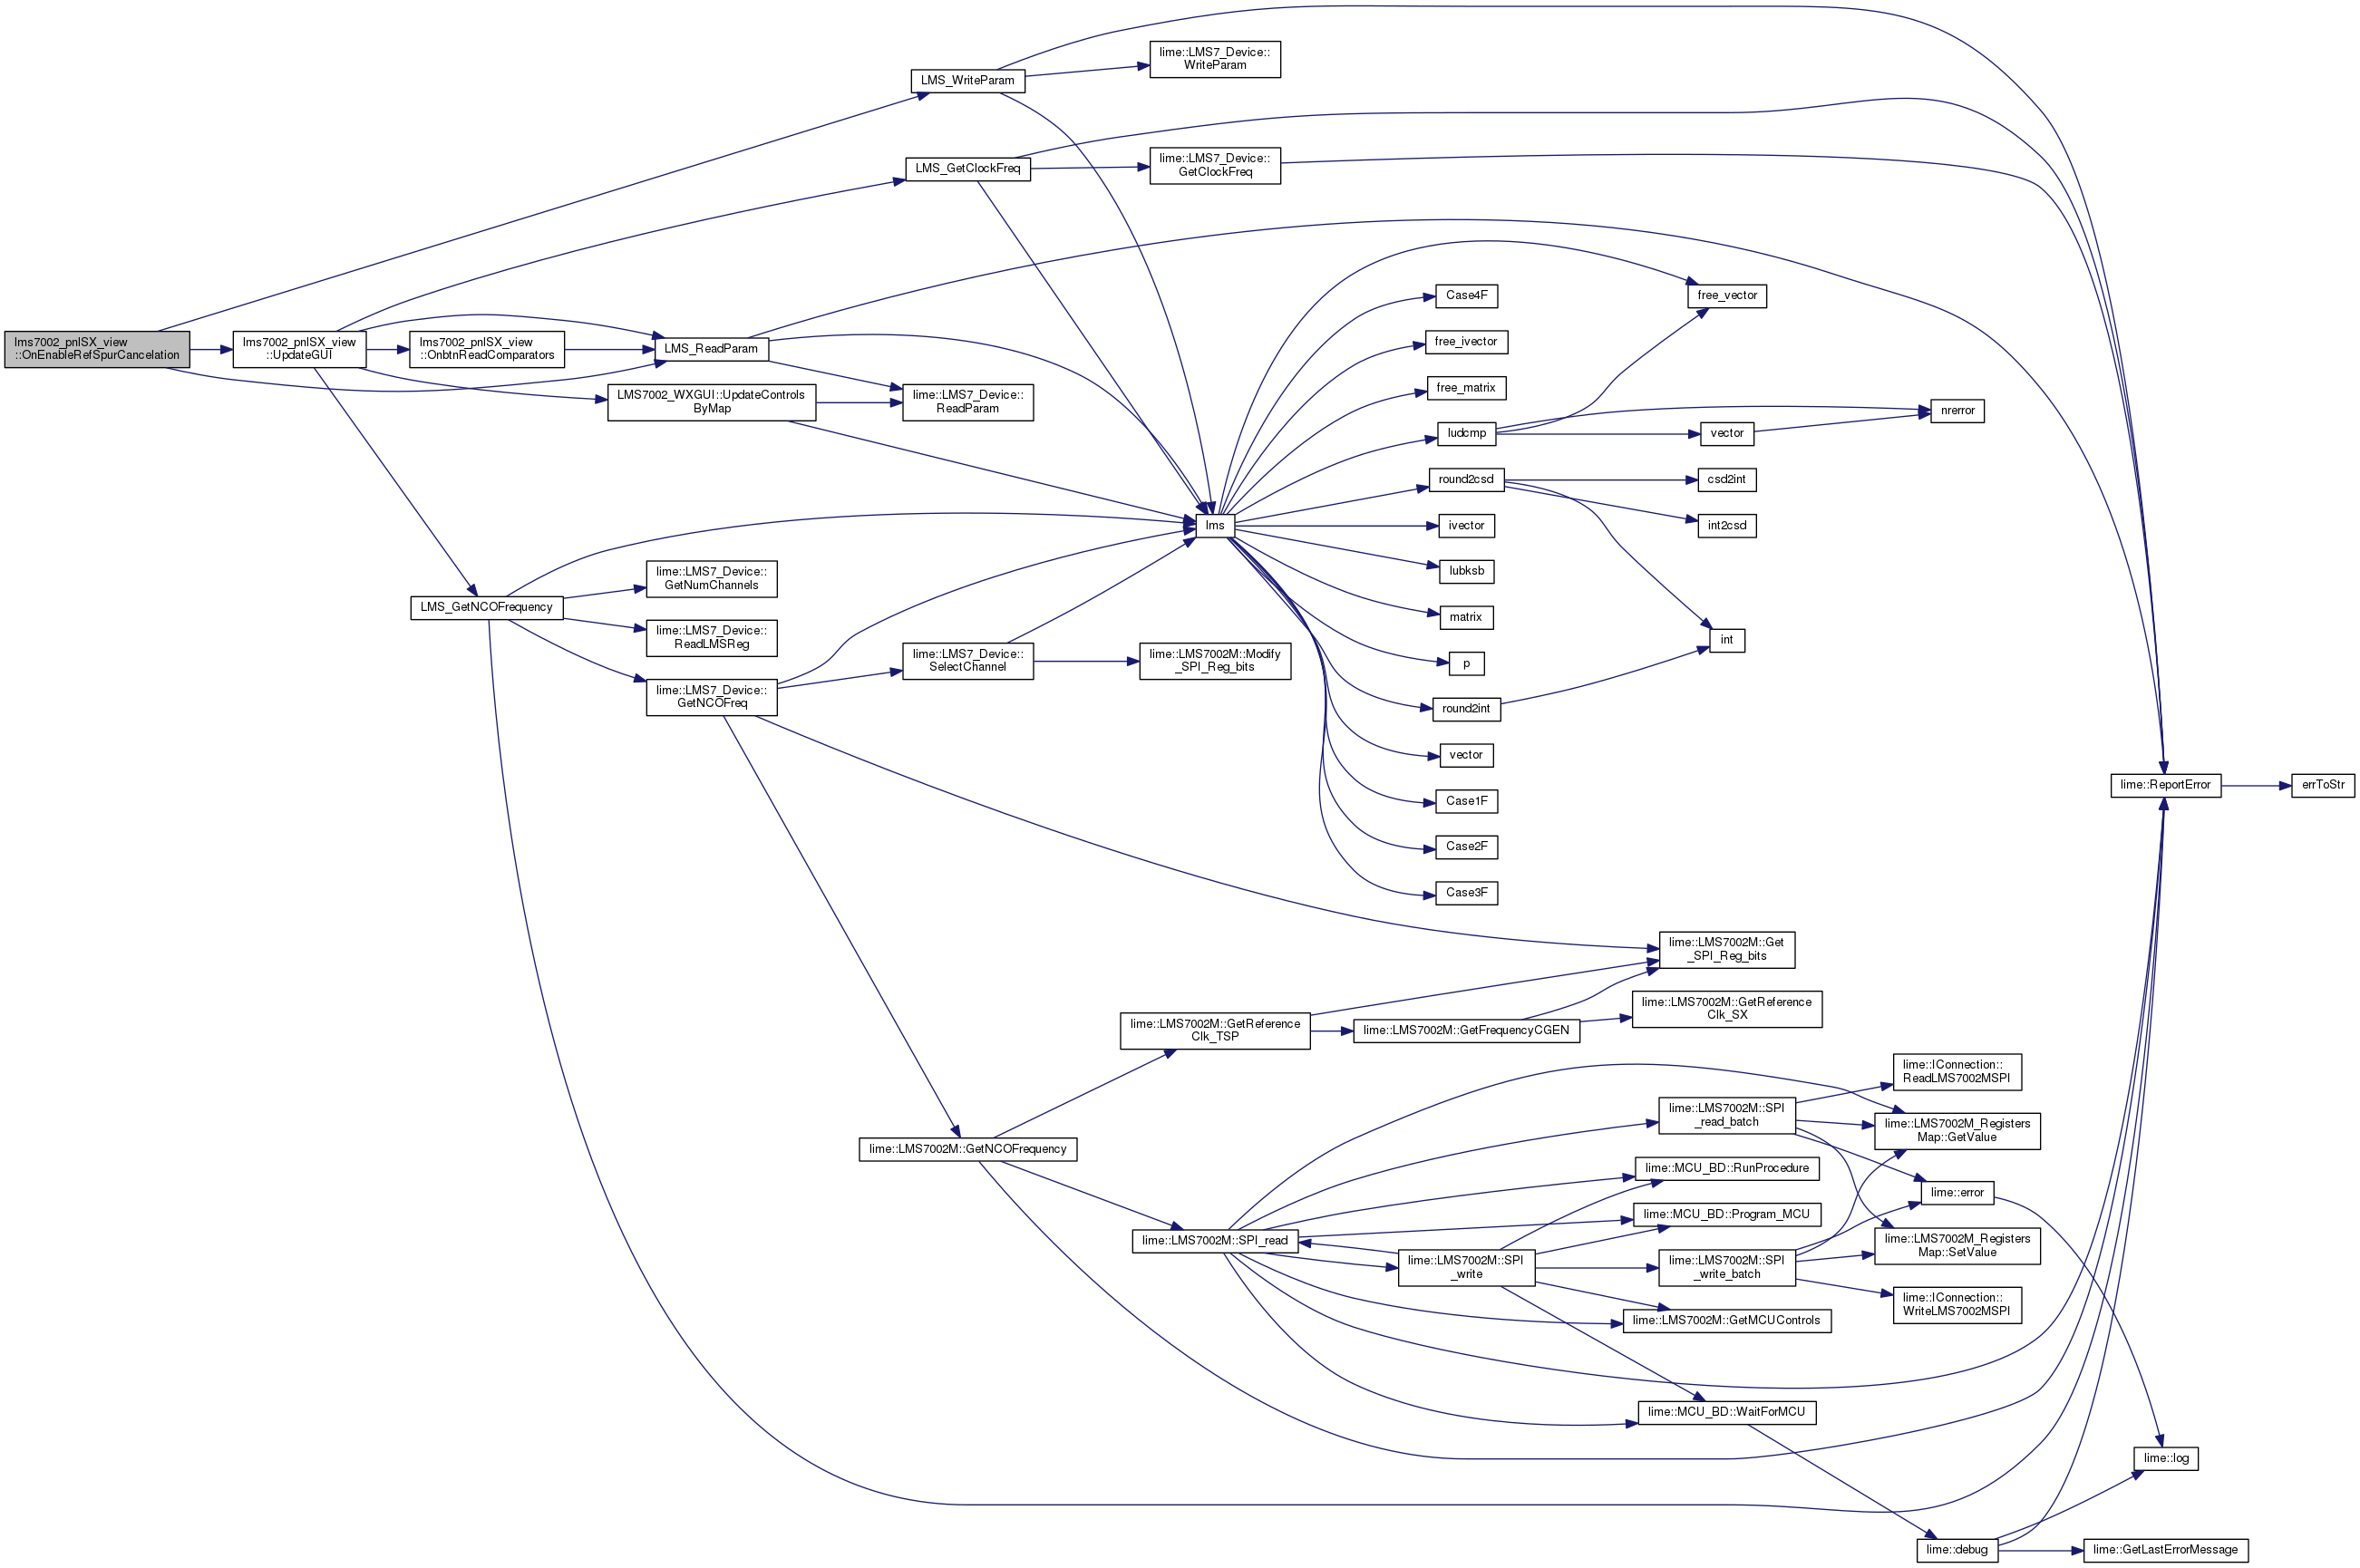 lms7002_pnlSX_view
::OnEnableRefSpurCancelation
lms7002_pnlSX_view
::UpdateGUI
lms7002_pnlSX_view
::OnbtnReadComparators
LMS7002_WXGUI::UpdateControls
ByMap
LMS_GetNCOFrequency
LMS_ReadParam
lime::LMS7_Device::
GetNumChannels
lime::LMS7_Device::
ReadLMSReg
lime::LMS7_Device::
GetNCOFreq
LMS_WriteParam
LMS_GetClockFreq
lime::LMS7_Device::
ReadParam
lime::LMS7_Device::
SelectChannel
lime::LMS7002M::GetNCOFrequency
lime::LMS7_Device::
WriteParam
lime::LMS7_Device::
GetClockFreq
lms
lime::LMS7002M::Modify
_SPI_Reg_bits
lime::LMS7002M::GetReference
Clk_TSP
lime::LMS7002M::SPI_read
Case4F
free_ivector
free_matrix
ludcmp
round2csd
ivector
lubksb
matrix
p
round2int
vector
Case1F
Case2F
Case3F
lime::LMS7002M::GetFrequencyCGEN
lime::LMS7002M::SPI
_write
free_vector
vector
csd2int
int2csd
int
lime::LMS7002M::Get
_SPI_Reg_bits
lime::LMS7002M::GetReference
Clk_SX
lime::LMS7002M::SPI
_read_batch
lime::MCU_BD::RunProcedure
lime::MCU_BD::Program_MCU
lime::LMS7002M::SPI
_write_batch
lime::LMS7002M::GetMCUControls
lime::MCU_BD::WaitForMCU
nrerror
lime::IConnection::
ReadLMS7002MSPI
lime::LMS7002M_Registers
Map::GetValue
lime::error
lime::LMS7002M_Registers
Map::SetValue
lime::IConnection::
WriteLMS7002MSPI
lime::debug
lime::ReportError
lime::log
lime::GetLastErrorMessage
errToStr